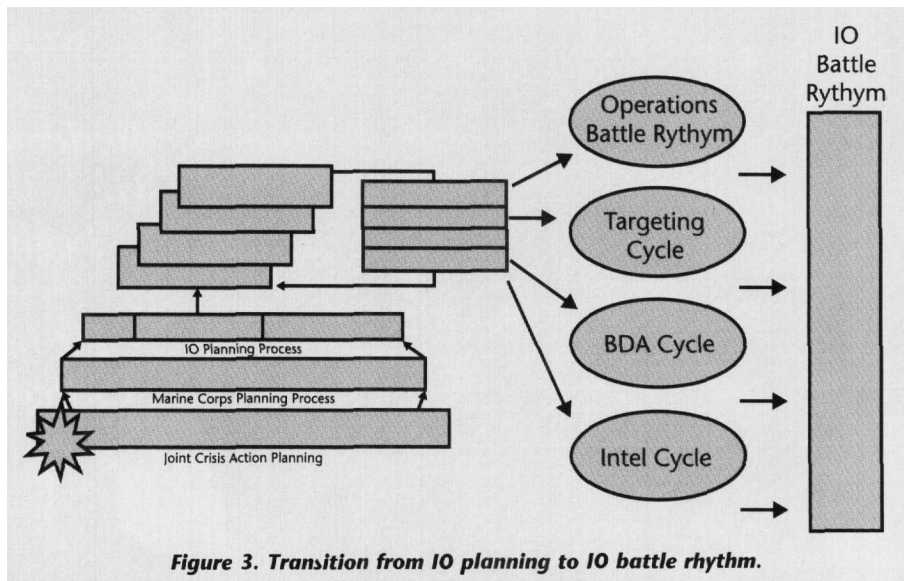 IO
Battle
Rythym
Operations
Battle Rythym
Targeting
Cycle
BDA Cycle
Intel Cycle
IO Planning Process
Marine Corps Planning Process
Joint Crisis Action Planning
Figure 3. Transition from IO planning to IO battle rhythm.